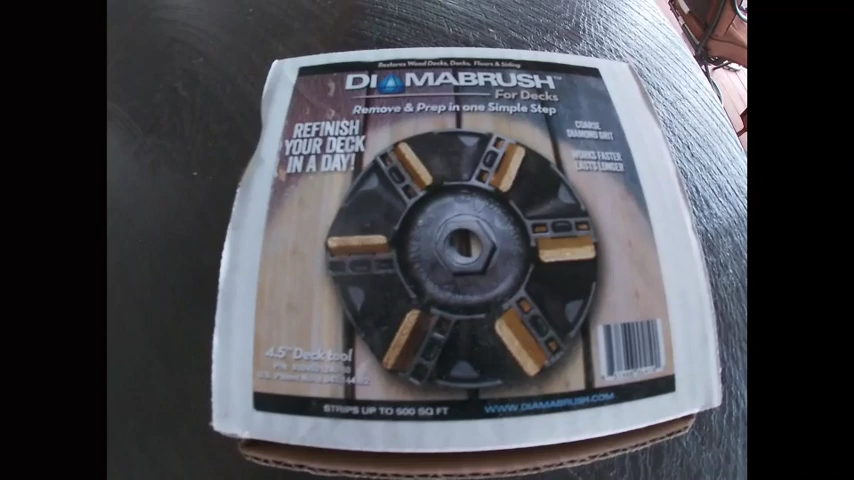 Restores Wood Decks, Docks, Floors & Siding
DIAMABRUSH™
For Decks
Remove & Prep in one Simple Step
REFINISH
YOUR DECK
IN A DAY!
COARSE
DIAMOND GRIT
WORKS FASTER
LASTS LONGER
4.5" Deck tool
STRIPS UP TO 500 SQ FT
WWW.DIAMABRUSH.COM